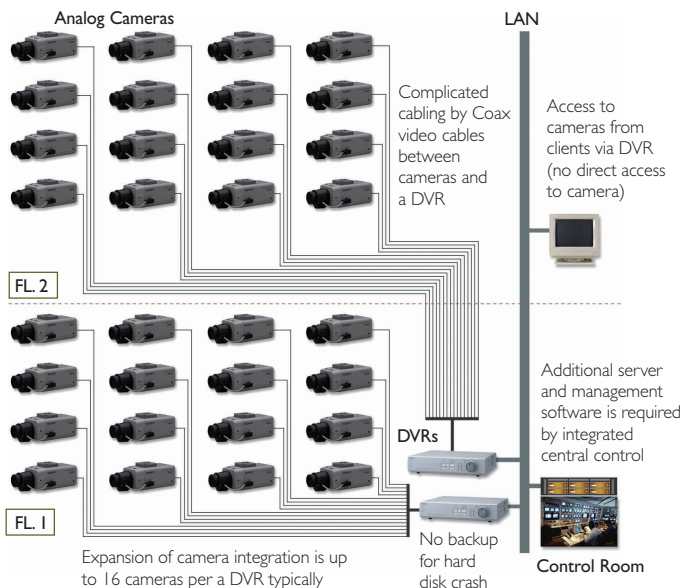 Analog Cameras
LAN
Complicated
cabling by Coax
video cables
between
cameras and
a DVR
Access to
cameras from
clients via DVR
(no direct access
to camera)
FL. 2
Additional server
and management
software is required
by integrated
central control
DVRs
FL. 1
No backup
for hard
disk crash
Control Room
Expansion of camera integration is up
to 16 cameras per a DVR typically